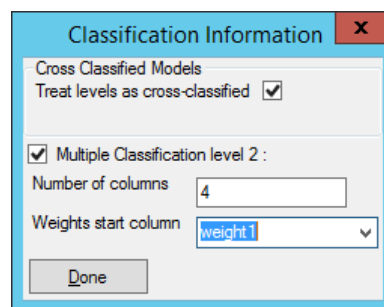 Classification Information
x
Cross Classified Models
Treat levels as cross-classified
Multiple Classification level 2 :
Number of columns 4
Weights start column weight1
Done